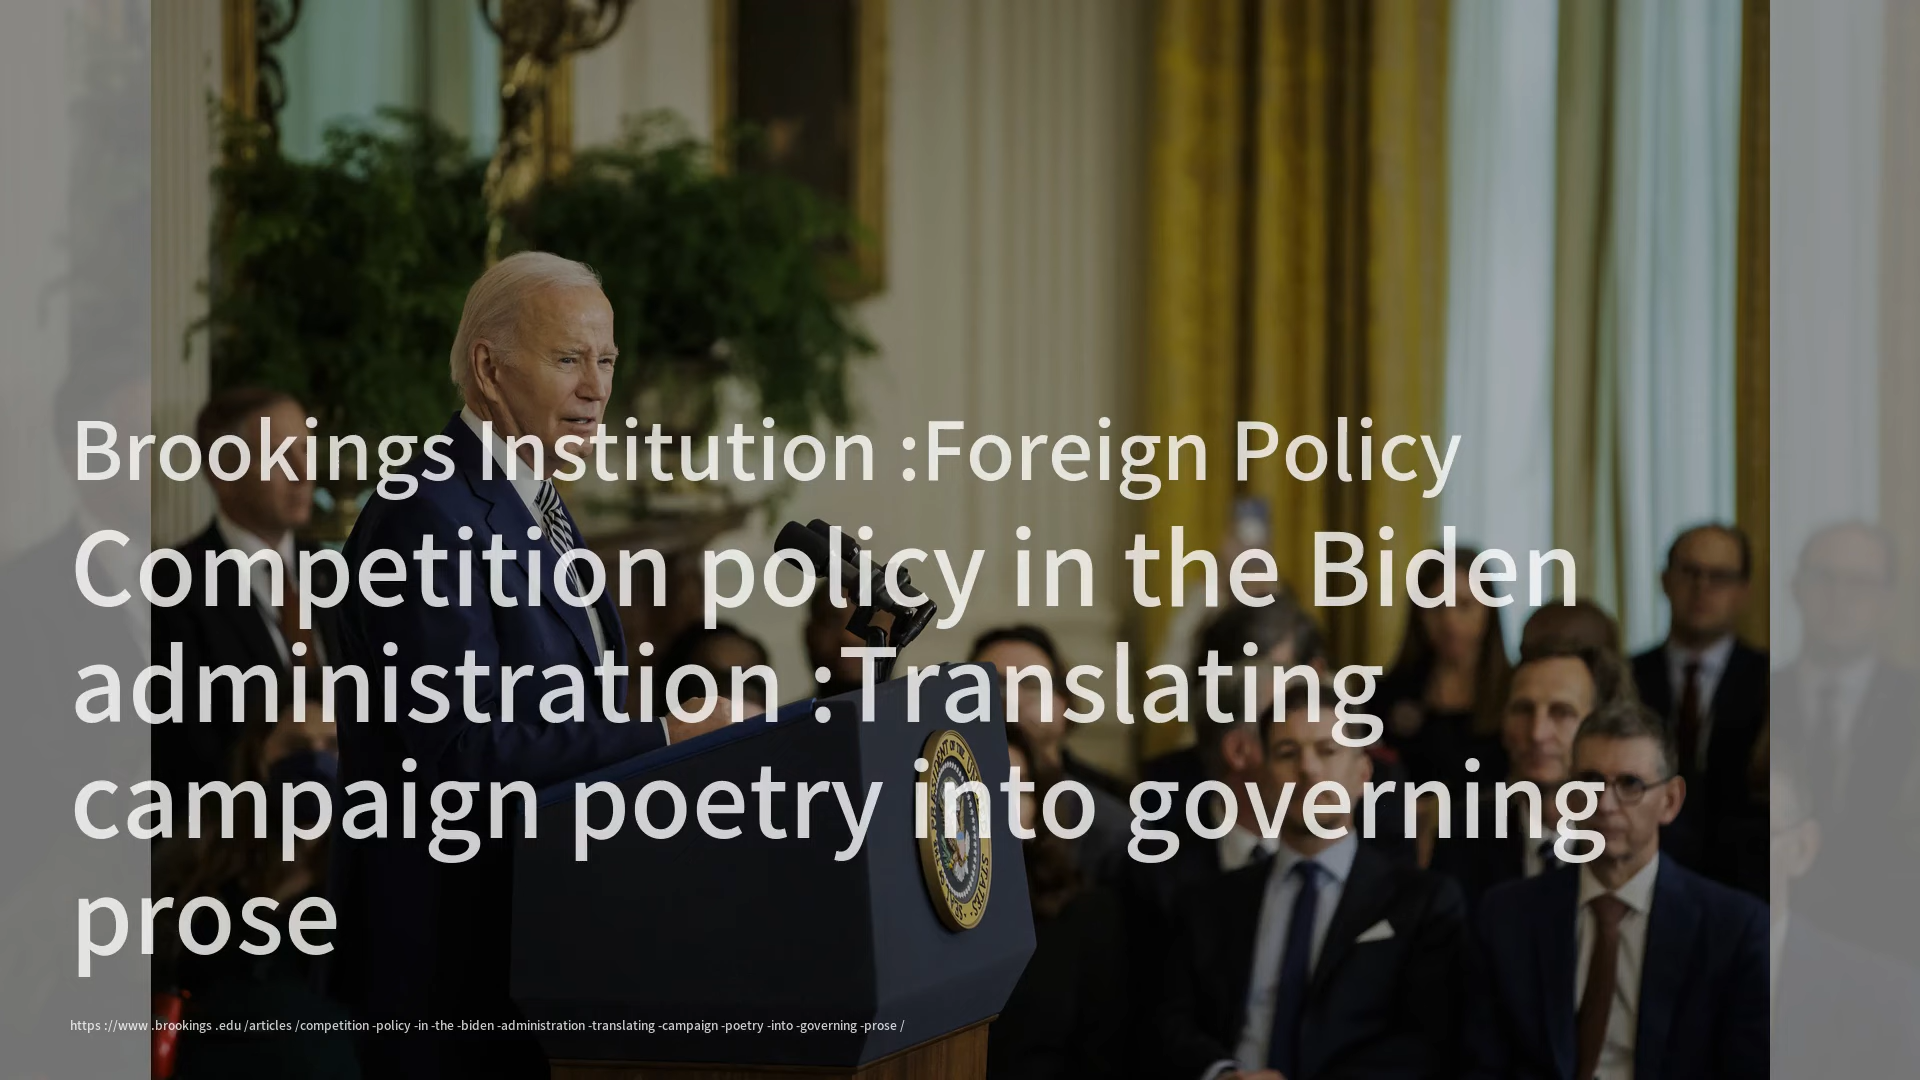 Brookings Institution :Foreign Policy
Competition policy in the Biden
administration :Translating
campaign poetry into governing
prose
https ://www .brookings .edu /articles /competition -policy -in -the -biden -administration -translating -campaign -poetry -into -governing -prose /